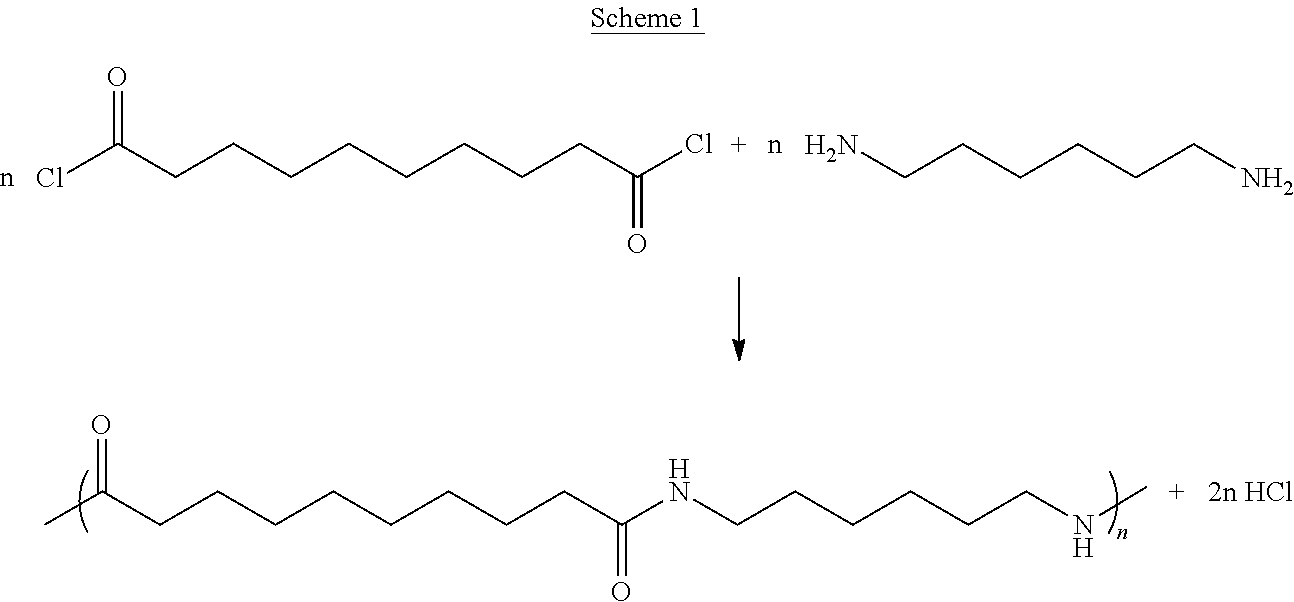 Scheme 1
O
n Cl Cl + n H₂N
O NH₂
O
H
N
N
H
n + 2n HCl
O